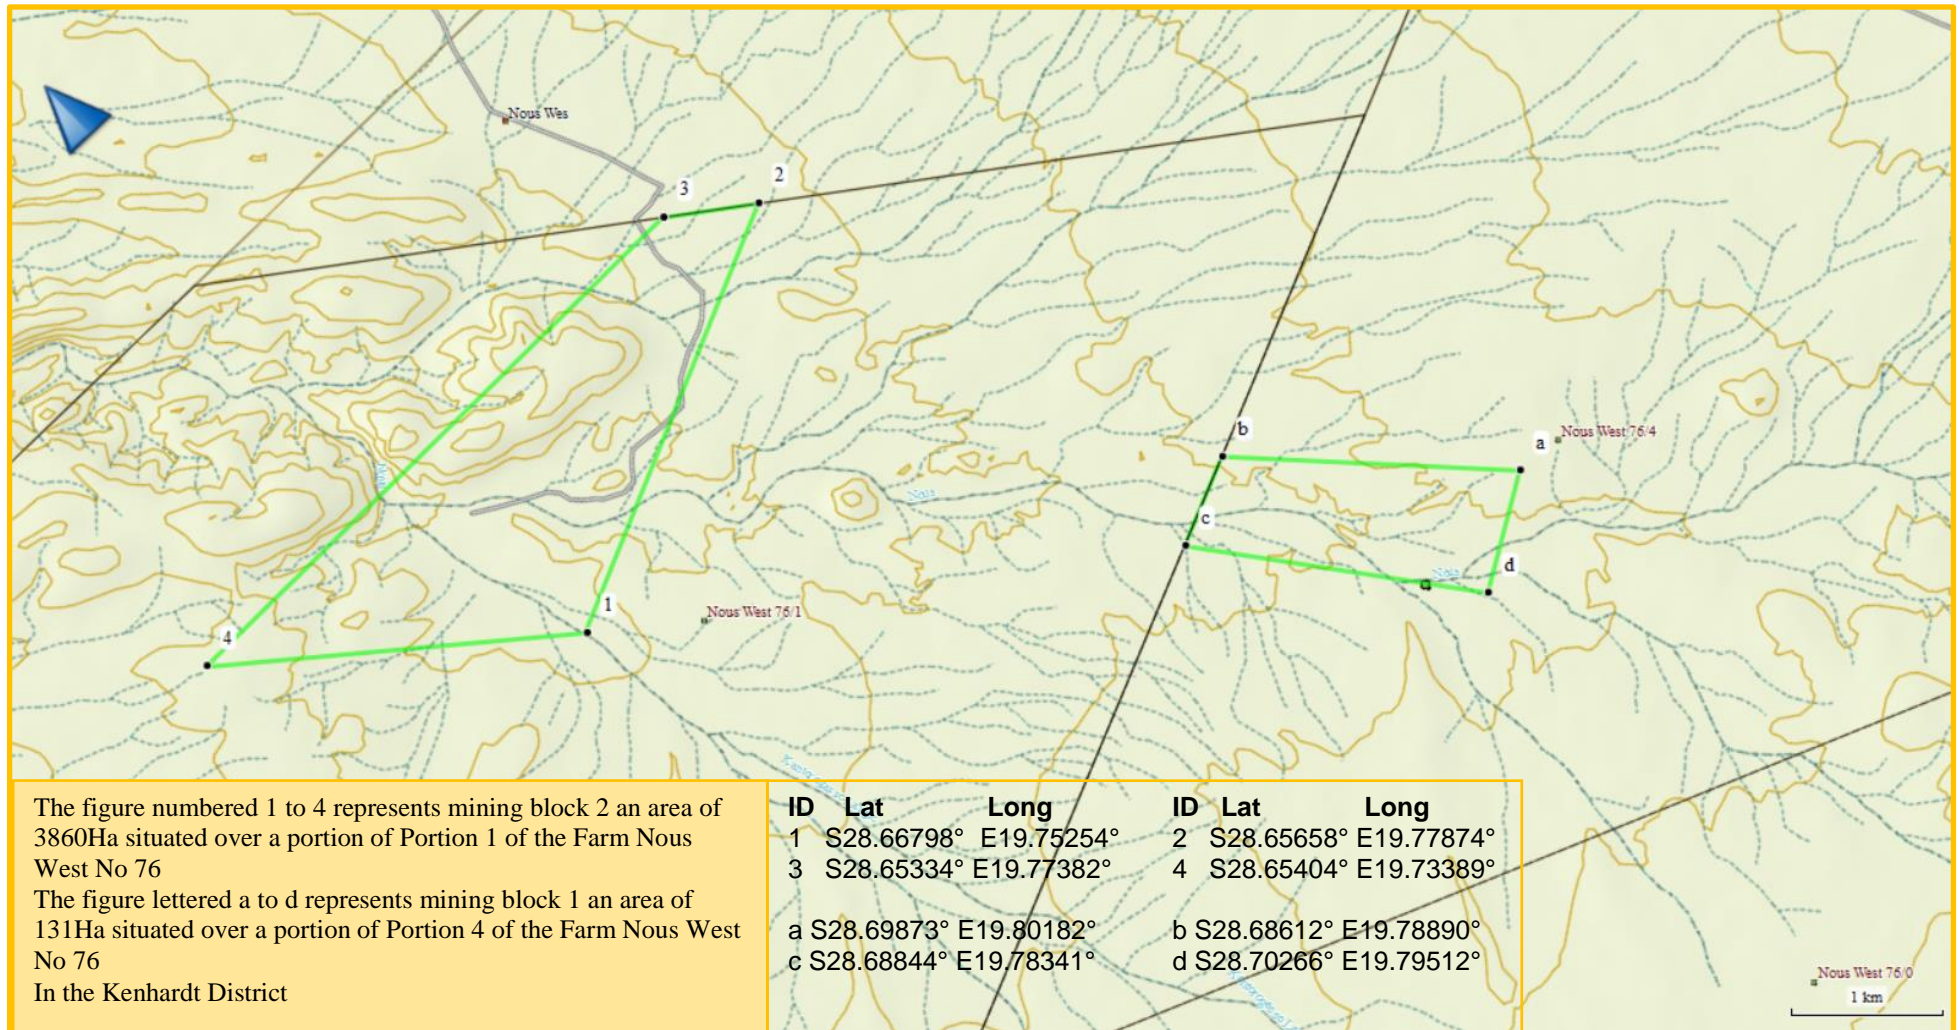 Nous Wes
3
2
b
a
Nous West 76/4
Nous
Nous
c
Nous
d
1
Nous West 76/1
4
The figure numbered 1 to 4 represents mining block 2 an area of
3860Ha situated over a portion of Portion 1 of the Farm Nous
West No 76
The figure lettered a to d represents mining block 1 an area of
131Ha situated over a portion of Portion 4 of the Farm Nous West
No 76
In the Kenhardt District
ID Lat Long ID Lat Long
1 S28.66798° E19.75254° 2 S28.65658° E19.77874°
3 S28.65334° E19.77382° 4 S28.65404° E19.73389°
a S28.69873° E19.80182° b S28.68612° E19.78890°
c S28.68844° E19.78341° d S28.70266° E19.79512°
Nous West 76/0
1 km